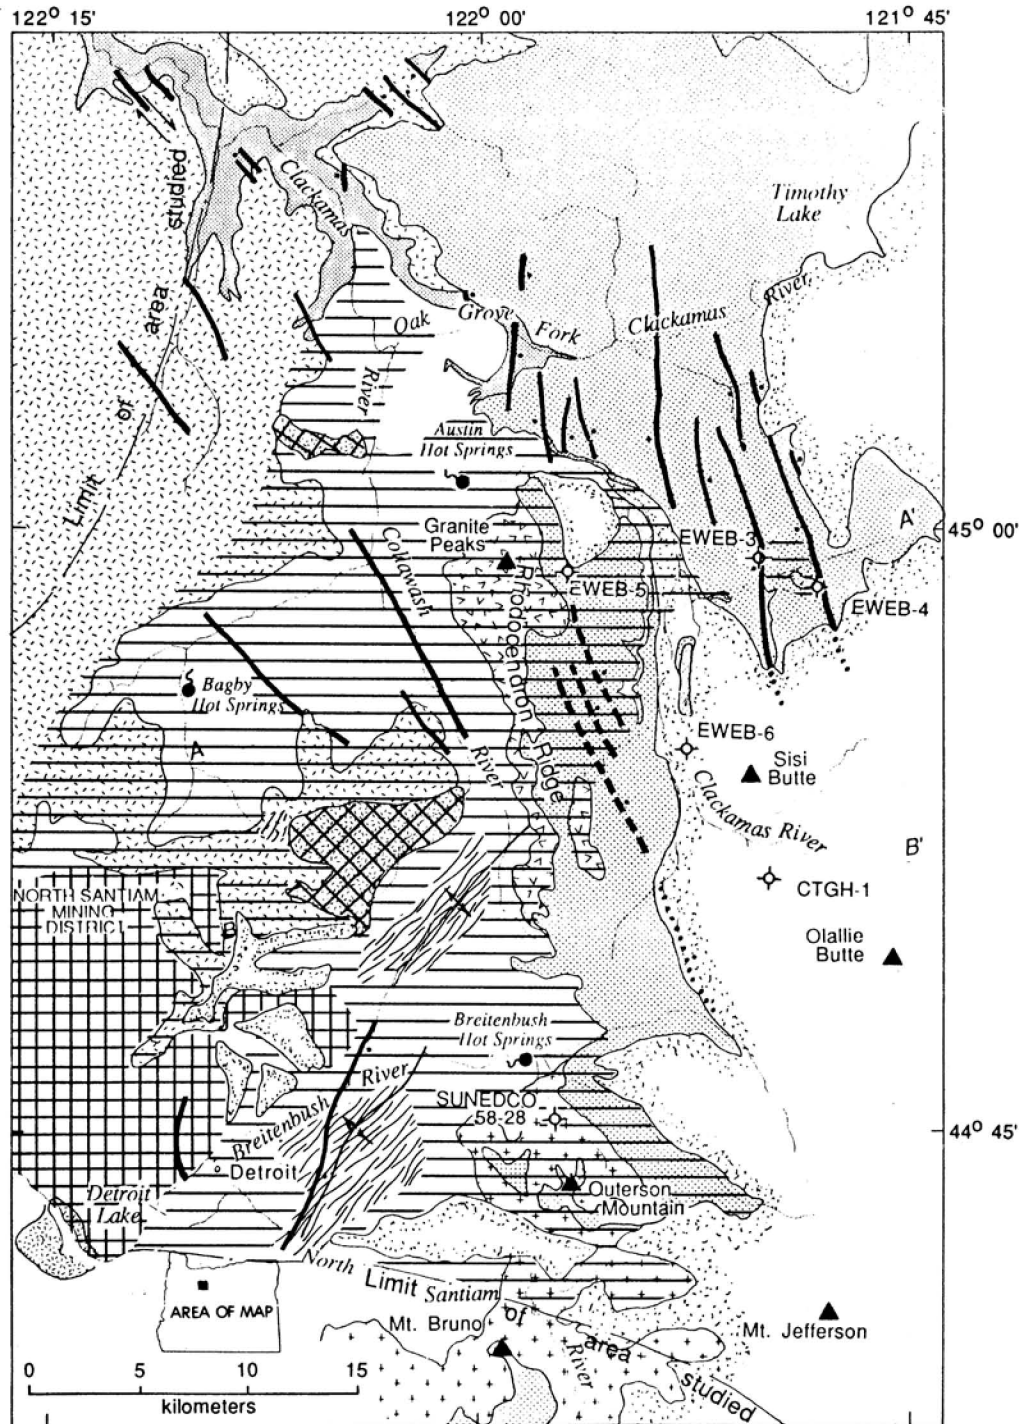 122° 15'
122° 00'
121° 45'
studied
area
of
Limit
Clackamas
Timothy
Lake
Oak Grove Fork Clackamas River
River
Austin
Hot Springs
Granite
Peaks
EWEB-3
A'
45° 00'
Collawash
EWEB-5
EWEB-4
Rhododendron Ridge
Bagby
Hot Springs
A
River
EWEB-6
Sisi
Butte
Clackamas River
B'
CTGH-1
NORTH SANTIAM
MINING
DISTRICT
B
Olallie
Butte
Breitenbush
Hot Springs
Breitenbush River
SUNEDCO
58-28
44° 45'
Detroit
Detroit
Lake
Outerson
Mountain
North Santiam River
Limit of area studied
AREA OF MAP
Mt. Bruno
Mt. Jefferson
0 5 10 15
kilometers